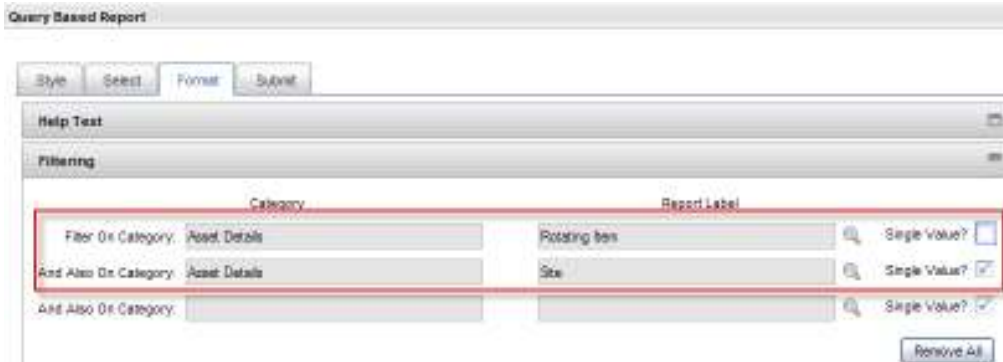 Query Based Report
Style Select Format Submit
Help Text
Filtering
Category Report Label
Filter On Category: Asset Details Rotating Item Single Value?
And Also On Category: Asset Details Site Single Value?
And Also On Category: Single Value?
Remove All